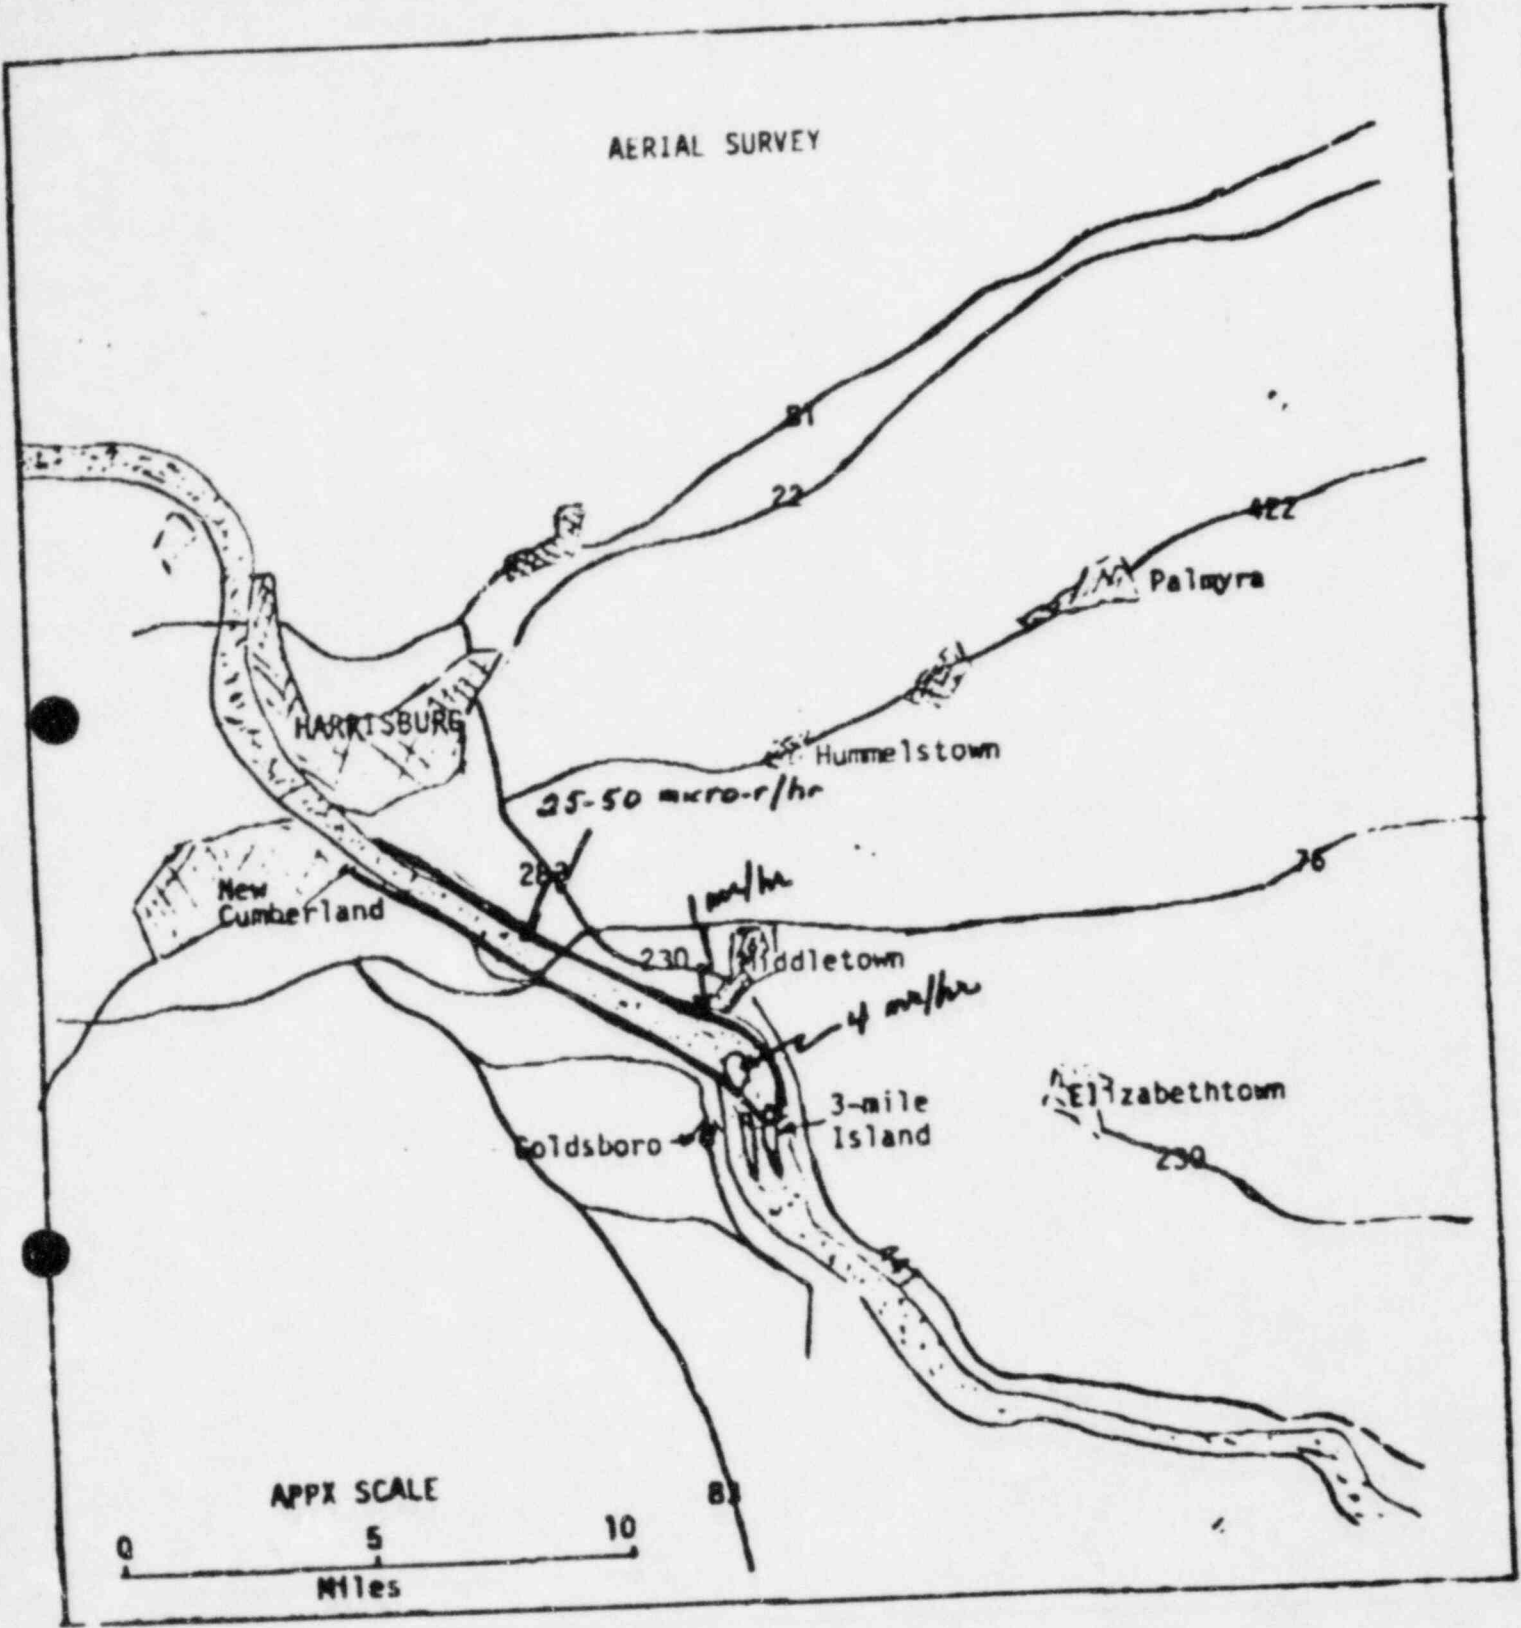 AERIAL SURVEY
81
22
422
Palmyra
HARRISBURG
Hummelstown
25-50 micro-r/hr
283
76
mr/hr
New
Cumberland
230
Middletown
4 mr/hr
3-mile
Island
Elizabethtown
Goldsboro
230
83
APPX SCALE
0 5 10
Miles